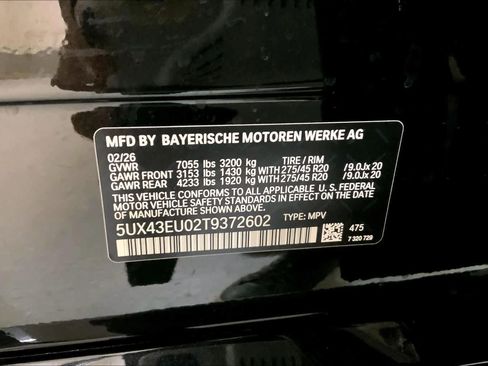 MFD BY BAYERISCHE MOTOREN WERKE AG
02/26
GVWR 7055 lbs 3200 kg TIRE / RIM
GAWR FRONT 3153 lbs 1430 kg WITH 275/45 R20 /9.0Jx 20
GAWR REAR 4233 lbs 1920 kg WITH 275/45 R20 /9.0Jx 20
THIS VEHICLE CONFORMS TO ALL APPLICABLE U. S. FEDERAL
MOTOR VEHICLE SAFETY STANDARDS IN EFFECT ON THE
DATE OF MANUFACTURE SHOWN ABOVE.
5UX43EU02T9372602 TYPE: MPV
475
7 320 729